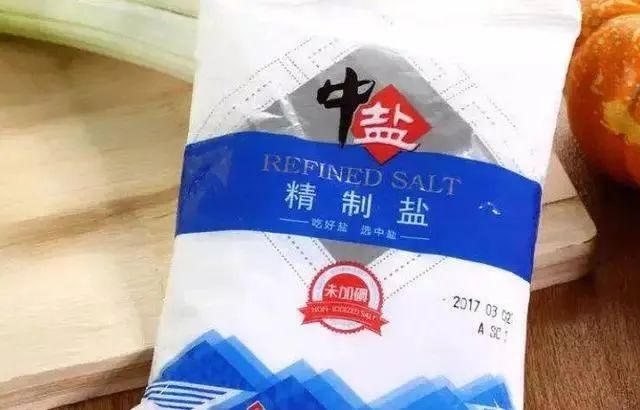 中盐
REFINED SALT
精制盐
吃好盐 选中盐
未加碘
NON-IODIZED SALT
2017 03 02
A 3C